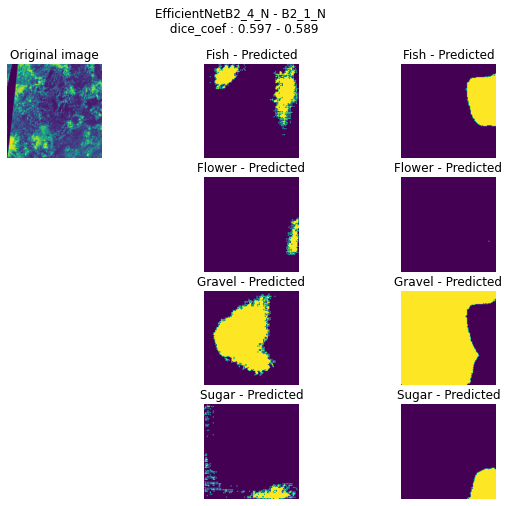 EfficientNetB2_4_N - B2_1_N
dice_coef : 0.597 - 0.589
Original image
Fish - Predicted
Fish - Predicted
Flower - Predicted
Flower - Predicted
Gravel - Predicted
Gravel - Predicted
Sugar - Predicted
Sugar - Predicted